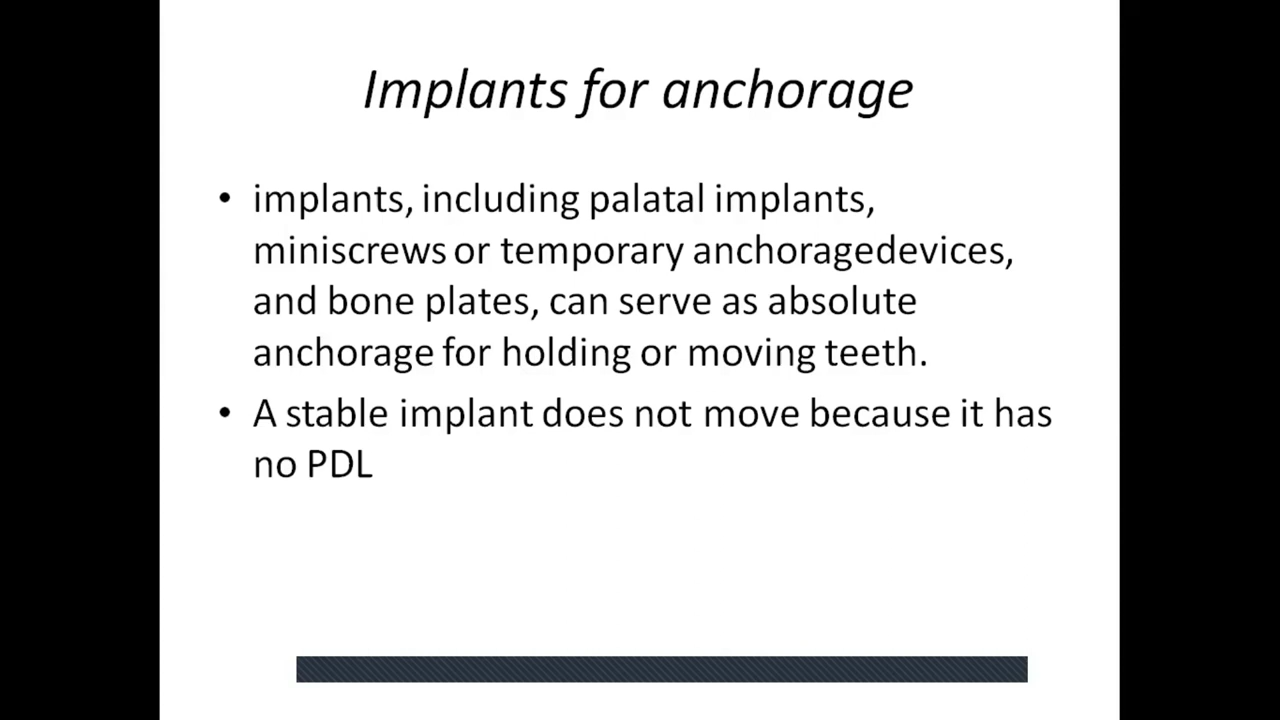 Implants for anchorage
• implants, including palatal implants,
miniscrews or temporary anchoragedevices,
and bone plates, can serve as absolute
anchorage for holding or moving teeth.
• A stable implant does not move because it has
no PDL